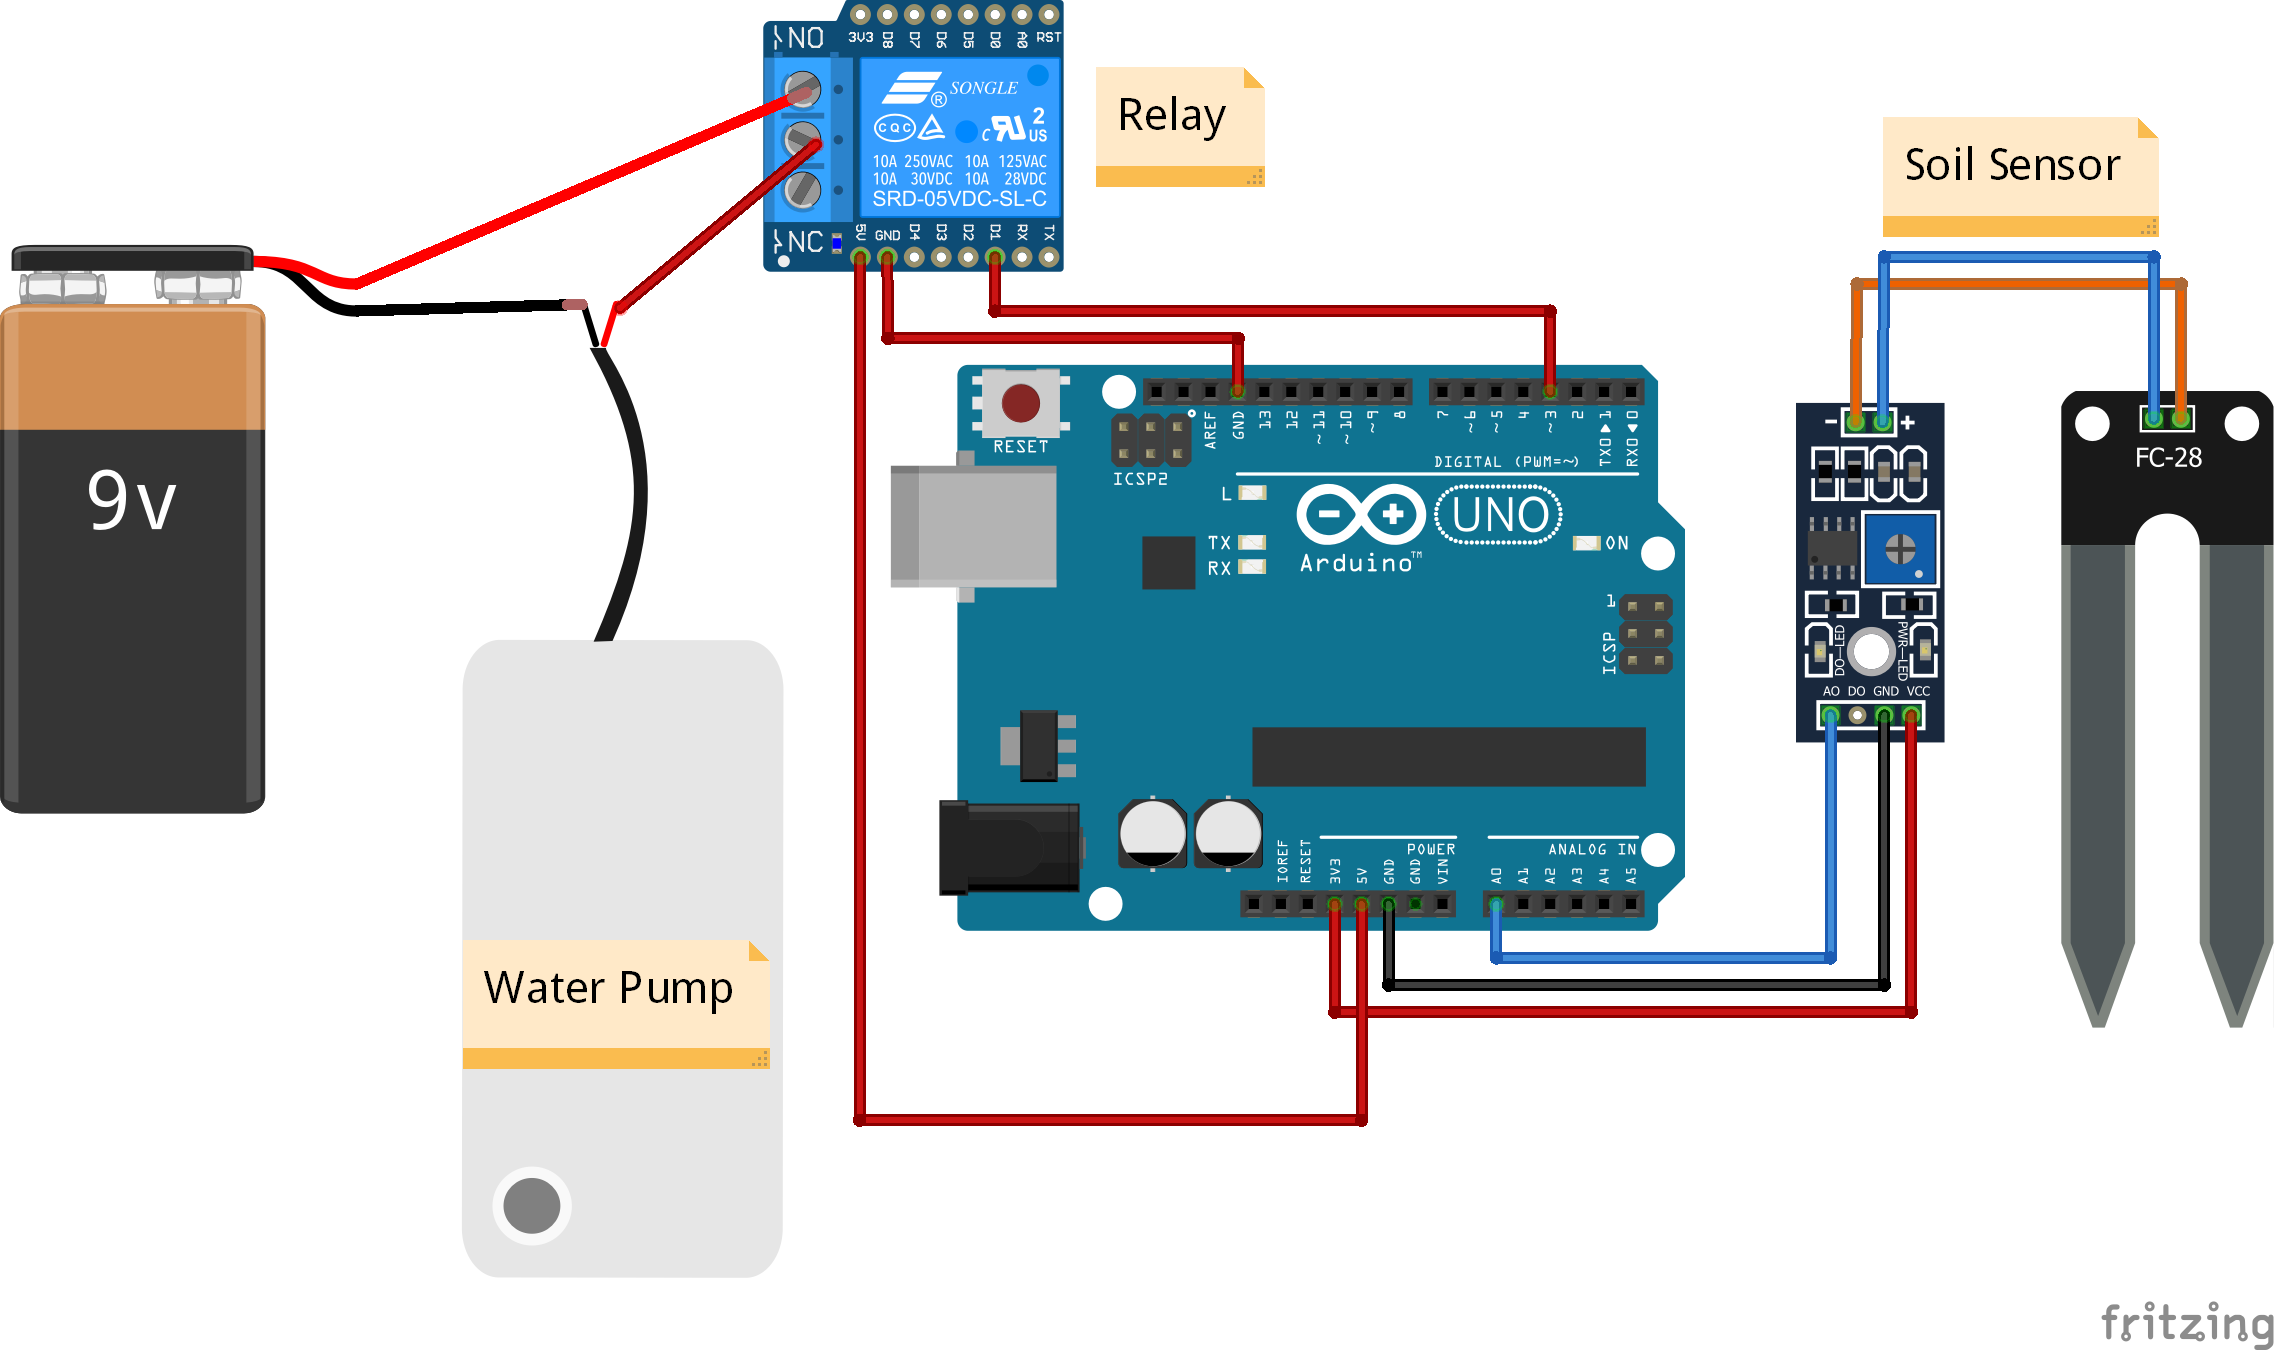 NO
3V3 D8 D7 D6 D5 D0 A0 RST
® SONGLE
CQC c RU 2 US
10A 250VAC 10A 125VAC
10A 30VDC 10A 28VDC
SRD-05VDC-SL-C
NC
5V GND D4 D3 D2 D1 RX TX
Relay
Soil Sensor
9v
RESET
AREF GND 13 12 ~11 ~10 ~9 8 7 ~6 ~5 4 ~3 2 TX0▶1 RX0◀0
ICSP2
DIGITAL (PWM=~)
L
TX
RX
- +
UNO
Arduino™
ON
1
ICSP
- +
DO—LED
PWR—LED
AO DO GND VCC
FC-28
POWER
ANALOG IN
IOREF RESET 3V3 5V GND GND VIN A0 A1 A2 A3 A4 A5
Water Pump
fritzing